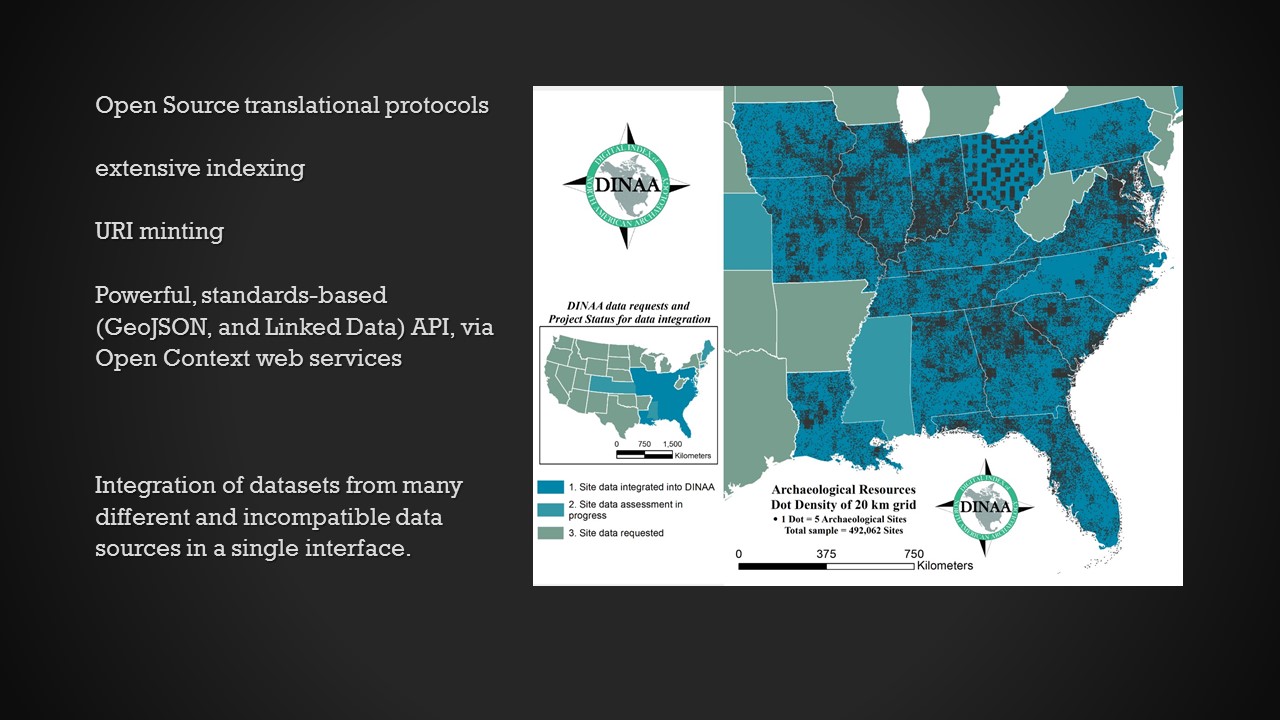 Open Source translational protocols
extensive indexing
URI minting
Powerful, standards-based
(GeoJSON, and Linked Data) API, via
Open Context web services
Integration of datasets from many
different and incompatible data
sources in a single interface.
DIGITAL INDEX of
DINAA
NORTH AMERICAN ARCHAEOLOGY
DINAA data requests and
Project Status for data integration
0 750 1,500
Kilometers
1. Site data integrated into DINAA
2. Site data assessment in
progress
3. Site data requested
Archaeological Resources
Dot Density of 20 km grid
• 1 Dot = 5 Archaeological Sites
Total sample = 492,062 Sites
0 375 750
Kilometers
DIGITAL INDEX of
DINAA
NORTH AMERICAN ARCHAEOLOGY